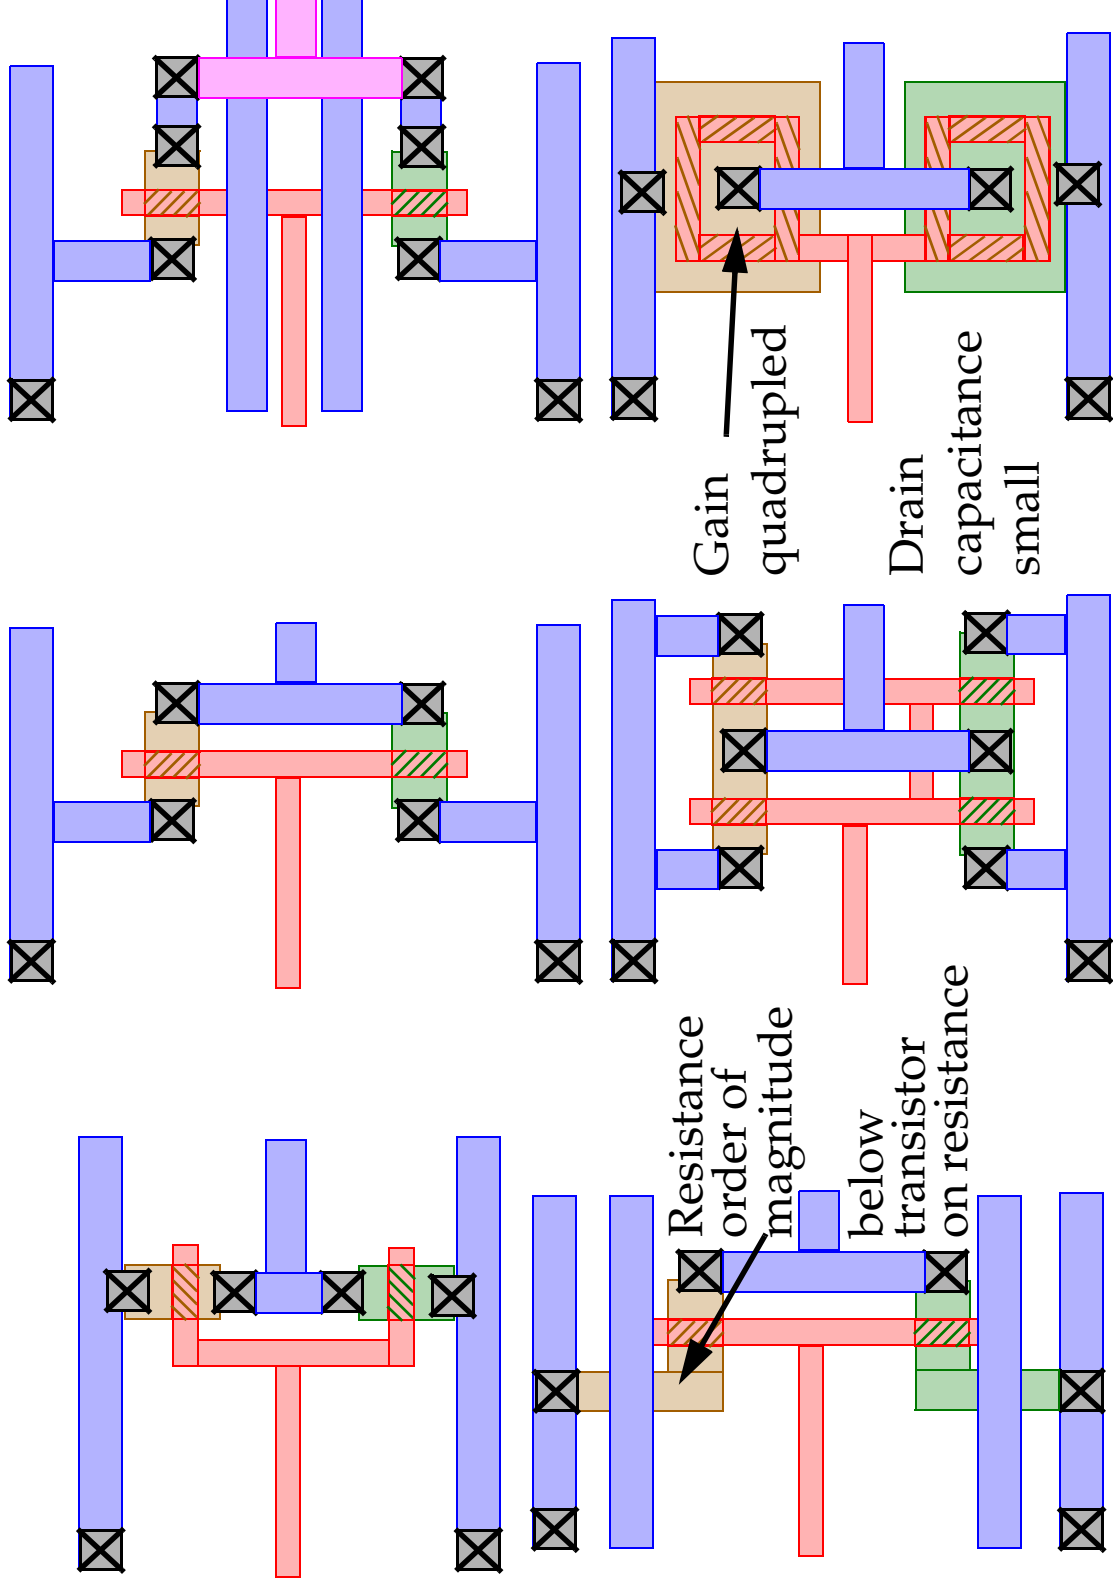 Gain
quadrupled
Drain
capacitance
small
Resistance
order of
magnitude
below
transistor
on resistance